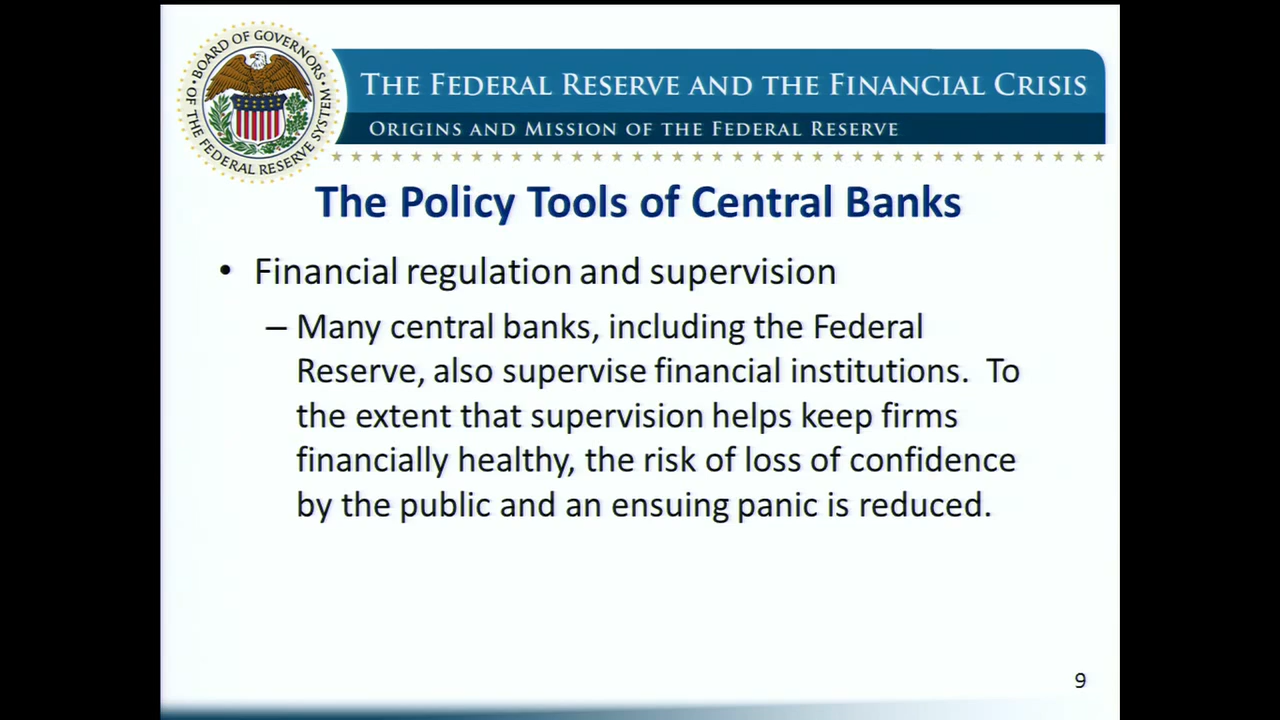 BOARD OF GOVERNORS
OF THE FEDERAL RESERVE SYSTEM
THE FEDERAL RESERVE AND THE FINANCIAL CRISIS
ORIGINS AND MISSION OF THE FEDERAL RESERVE
The Policy Tools of Central Banks
• Financial regulation and supervision
– Many central banks, including the Federal
Reserve, also supervise financial institutions.  To
the extent that supervision helps keep firms
financially healthy, the risk of loss of confidence
by the public and an ensuing panic is reduced.
9